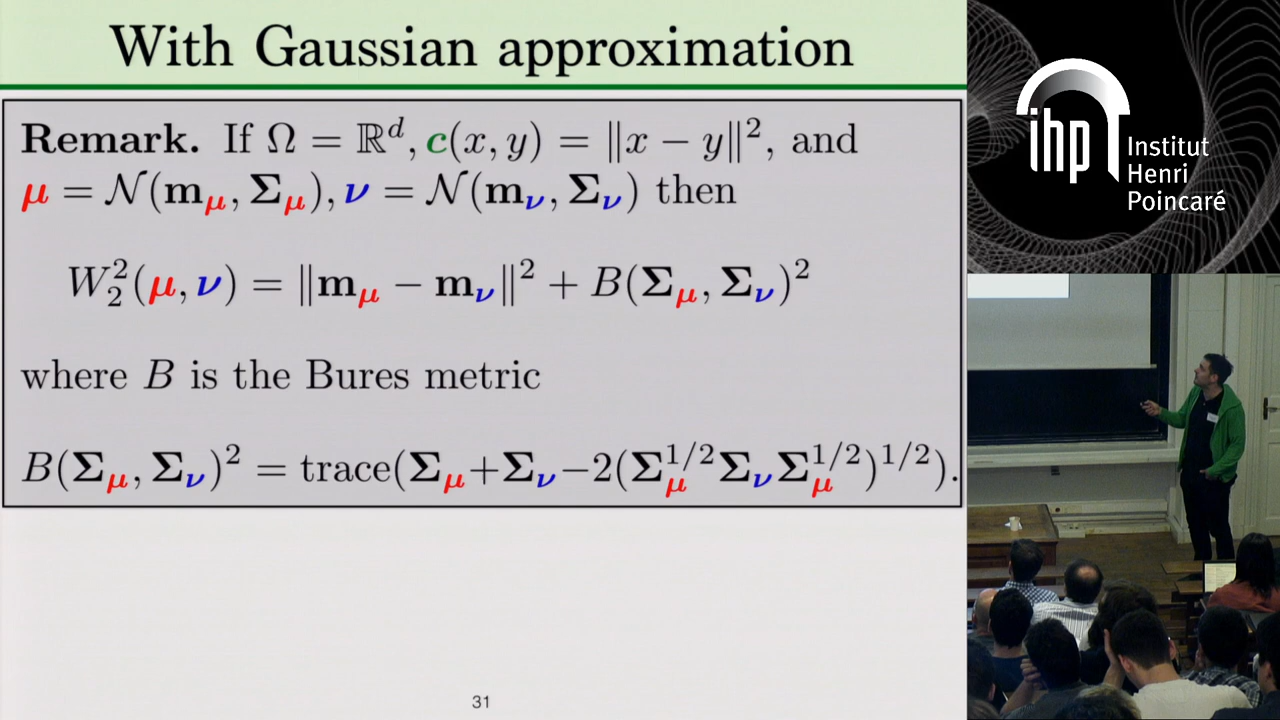 With Gaussian approximation
Remark. If Ω = ℝᵈ, c(x, y) = ‖x − y‖², and
μ = 𝒩(m_μ, Σ_μ), ν = 𝒩(m_ν, Σ_ν) then
W₂²(μ, ν) = ‖m_μ − m_ν‖² + B(Σ_μ, Σ_ν)²
where B is the Bures metric
B(Σ_μ, Σ_ν)² = trace(Σ_μ+Σ_ν−2(Σ_μ^{1/2}Σ_νΣ_μ^{1/2})^{1/2}).
31
ihp
Institut
Henri
Poincaré